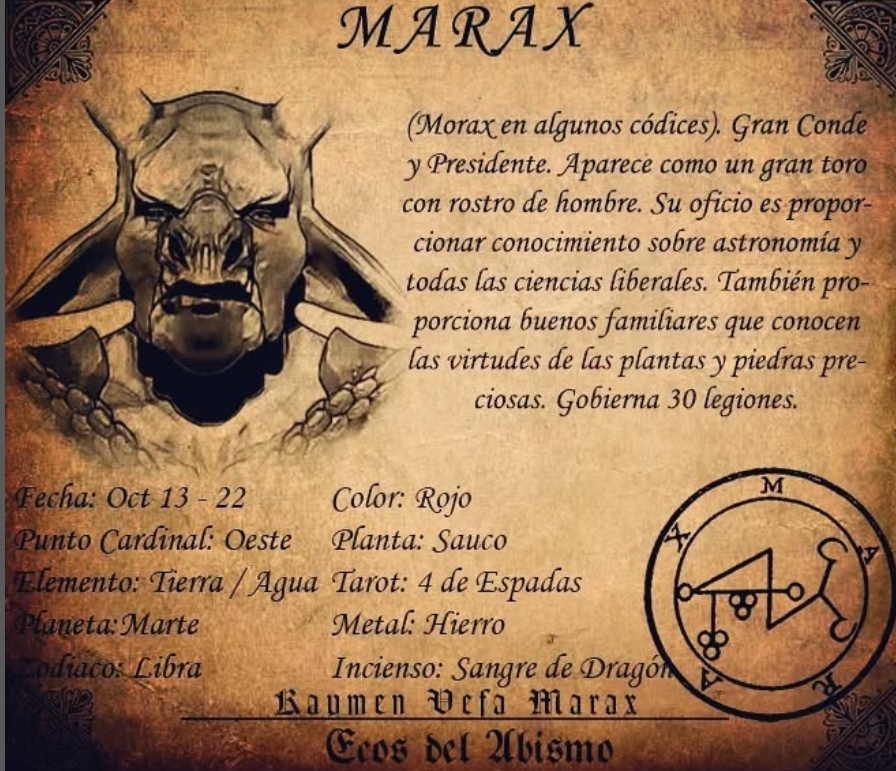 MARAX
(Morax en algunos códices). Gran Conde
y Presidente. Aparece como un gran toro
con rostro de hombre. Su oficio es propor-
cionar conocimiento sobre astronomía y
todas las ciencias liberales. También pro-
porciona buenos familiares que conocen
las virtudes de las plantas y piedras pre-
ciosas. Gobierna 30 legiones.
Fecha: Oct 13 - 22
Punto Cardinal: Oeste
Elemento: Tierra / Agua
Planeta: Marte
Zodiaco: Libra
Color: Rojo
Planta: Sauco
Tarot: 4 de Espadas
Metal: Hierro
Incienso: Sangre de Dragón
M A R A X
Kaymen Vefa Marax
Ecos del Abismo